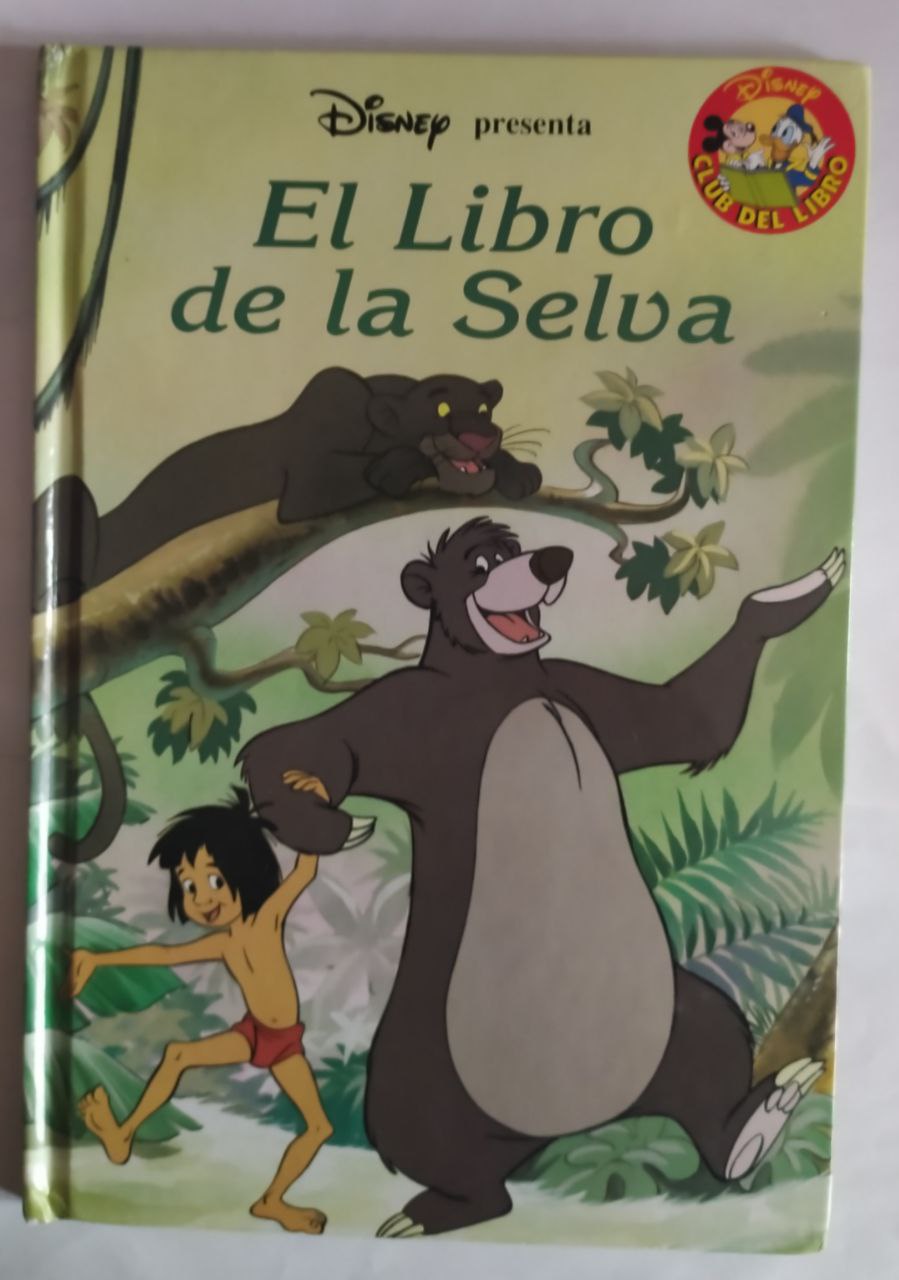 Disney presenta
El Libro
de la Selva
Disney
CLUB DEL LIBRO